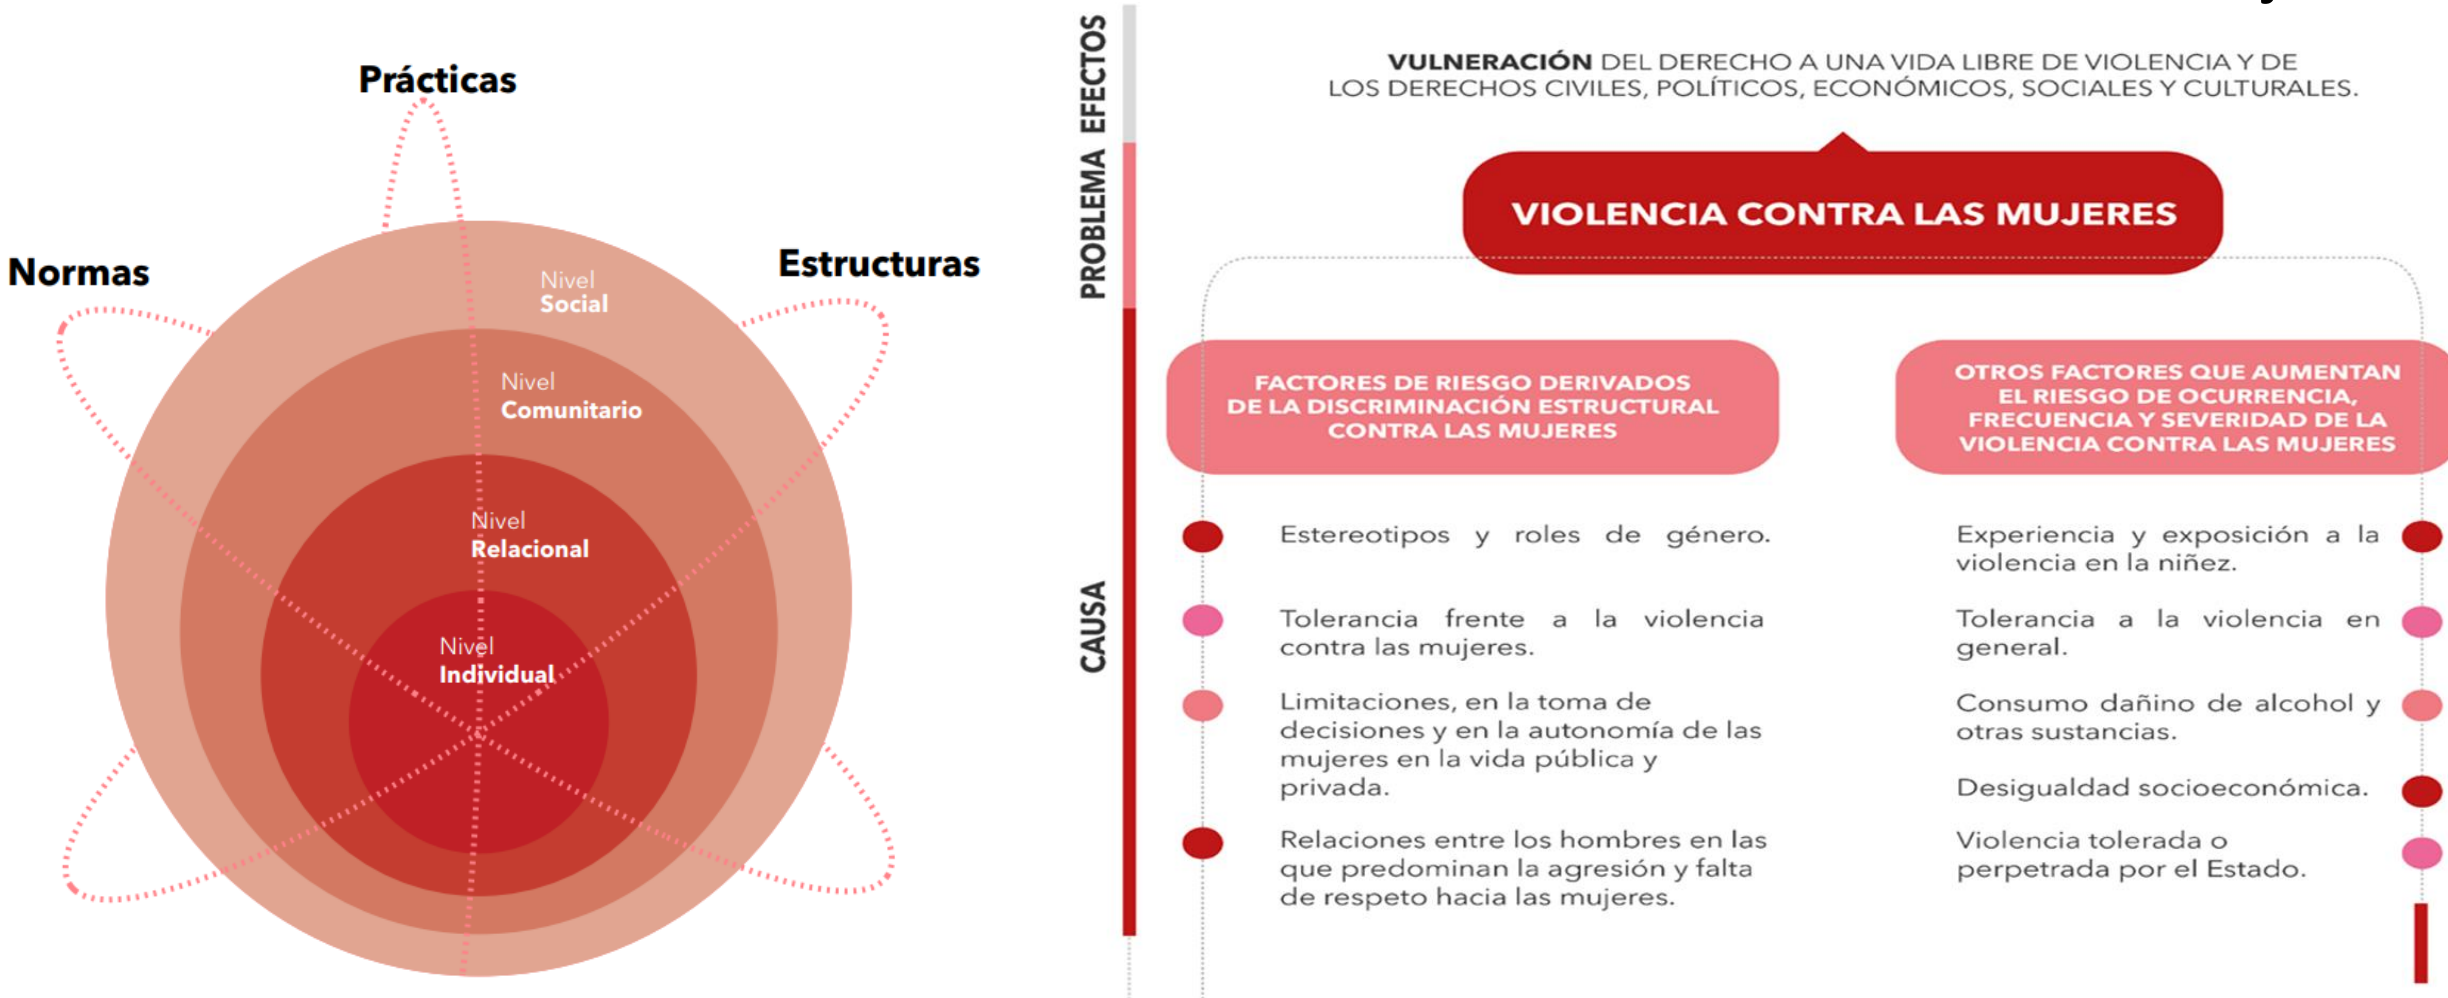 Prácticas
Normas
Estructuras
Nivel
Social
Nivel
Comunitario
Nivel
Relacional
Nivel
Individual
EFECTOS
PROBLEMA
CAUSA
VULNERACIÓN DEL DERECHO A UNA VIDA LIBRE DE VIOLENCIA Y DE
LOS DERECHOS CIVILES, POLÍTICOS, ECONÓMICOS, SOCIALES Y CULTURALES.
VIOLENCIA CONTRA LAS MUJERES
FACTORES DE RIESGO DERIVADOS
DE LA DISCRIMINACIÓN ESTRUCTURAL
CONTRA LAS MUJERES
Estereotipos y roles de género.
Tolerancia frente a la violencia
contra las mujeres.
Limitaciones, en la toma de
decisiones y en la autonomía de las
mujeres en la vida pública y
privada.
Relaciones entre los hombres en las
que predominan la agresión y falta
de respeto hacia las mujeres.
OTROS FACTORES QUE AUMENTAN
EL RIESGO DE OCURRENCIA,
FRECUENCIA Y SEVERIDAD DE LA
VIOLENCIA CONTRA LAS MUJERES
Experiencia y exposición a la
violencia en la niñez.
Tolerancia a la violencia en
general.
Consumo dañino de alcohol y
otras sustancias.
Desigualdad socioeconómica.
Violencia tolerada o
perpetrada por el Estado.